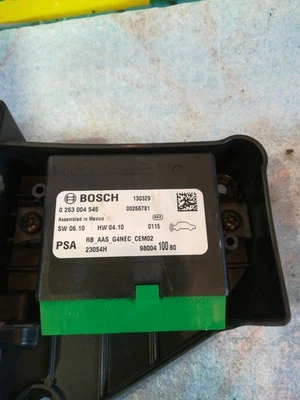 BOSCH 130329
0 263 004 545 00266781
Assembled in Mexico
SW 06.10 HW 04.10 0115
PSA RB_AAS_G4NEC_CEM02
23054H 98004 100 80